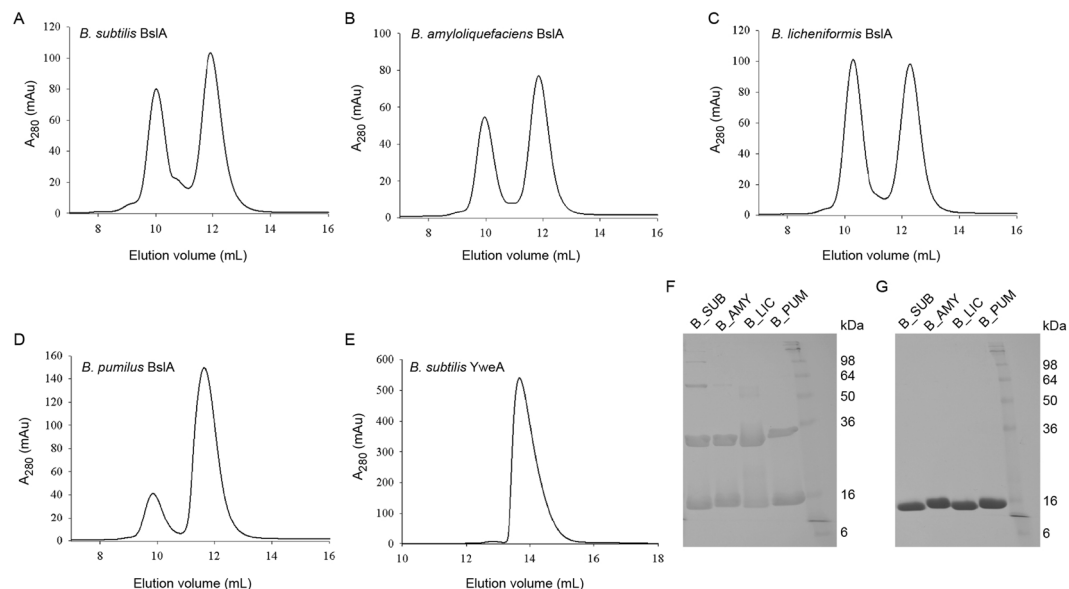 A
B. subtilis BslA
120
100
80
60
40
20
0
A280 (mAu)
8
10
12
14
16
Elution volume (mL)
B
B. amyloliquefaciens BslA
100
80
60
40
20
0
A280 (mAu)
8
10
12
14
16
Elution volume (mL)
C
B. licheniformis BslA
120
100
80
60
40
20
0
A280 (mAu)
8
10
12
14
16
Elution volume (mL)
D
B. pumilus BslA
160
140
120
100
80
60
40
20
0
A280 (mAu)
8
10
12
14
16
Elution volume (mL)
E
B. subtilis YweA
600
500
400
300
200
100
0
A280 (mAu)
10
12
14
16
18
Elution volume (mL)
F
B_SUB
B_AMY
B_LIC
B_PUM
kDa
98
64
50
36
16
6
G
B_SUB
B_AMY
B_LIC
B_PUM
kDa
98
64
50
36
16
6